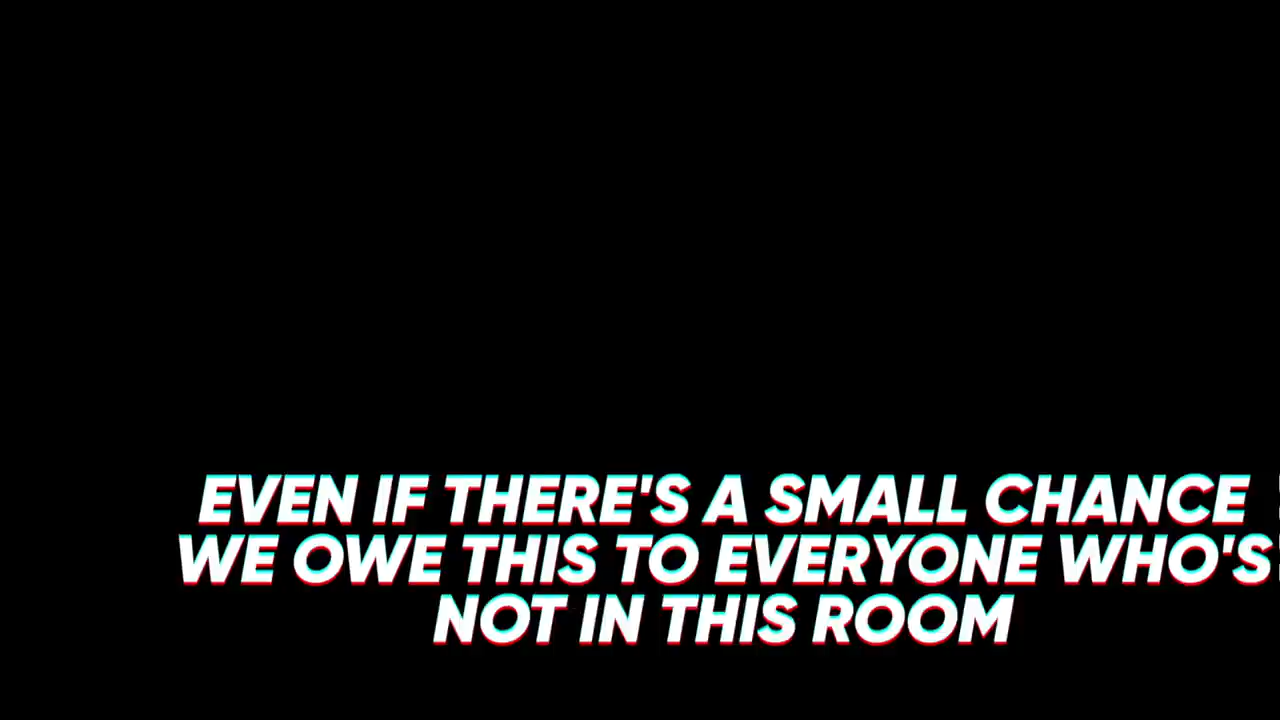 EVEN IF THERE'S A SMALL CHANCE
WE OWE THIS TO EVERYONE WHO'S
NOT IN THIS ROOM